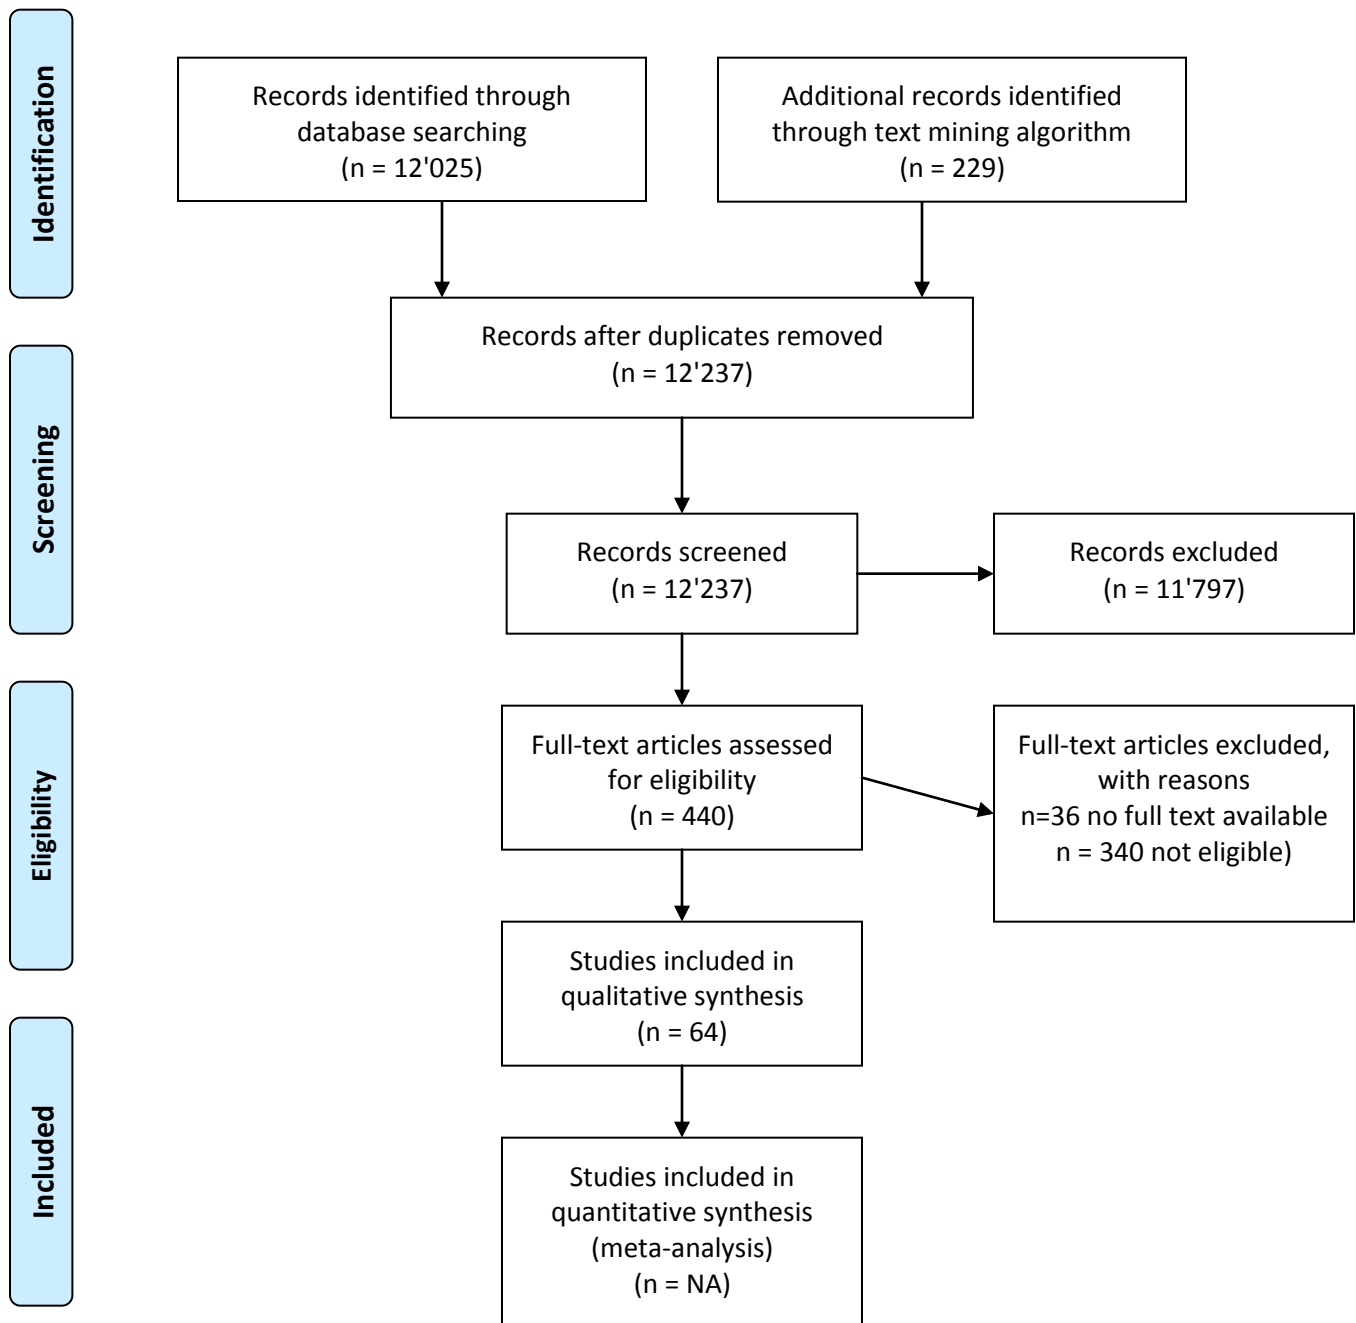 Identification
Records identified through
database searching
(n = 12'025)
Additional records identified
through text mining algorithm
(n = 229)
Records after duplicates removed
(n = 12'237)
Screening
Records screened
(n = 12'237)
Records excluded
(n = 11'797)
Eligibility
Full-text articles assessed
for eligibility
(n = 440)
Full-text articles excluded,
with reasons
n=36 no full text available
n = 340 not eligible)
Studies included in
qualitative synthesis
(n = 64)
Included
Studies included in
quantitative synthesis
(meta-analysis)
(n = NA)